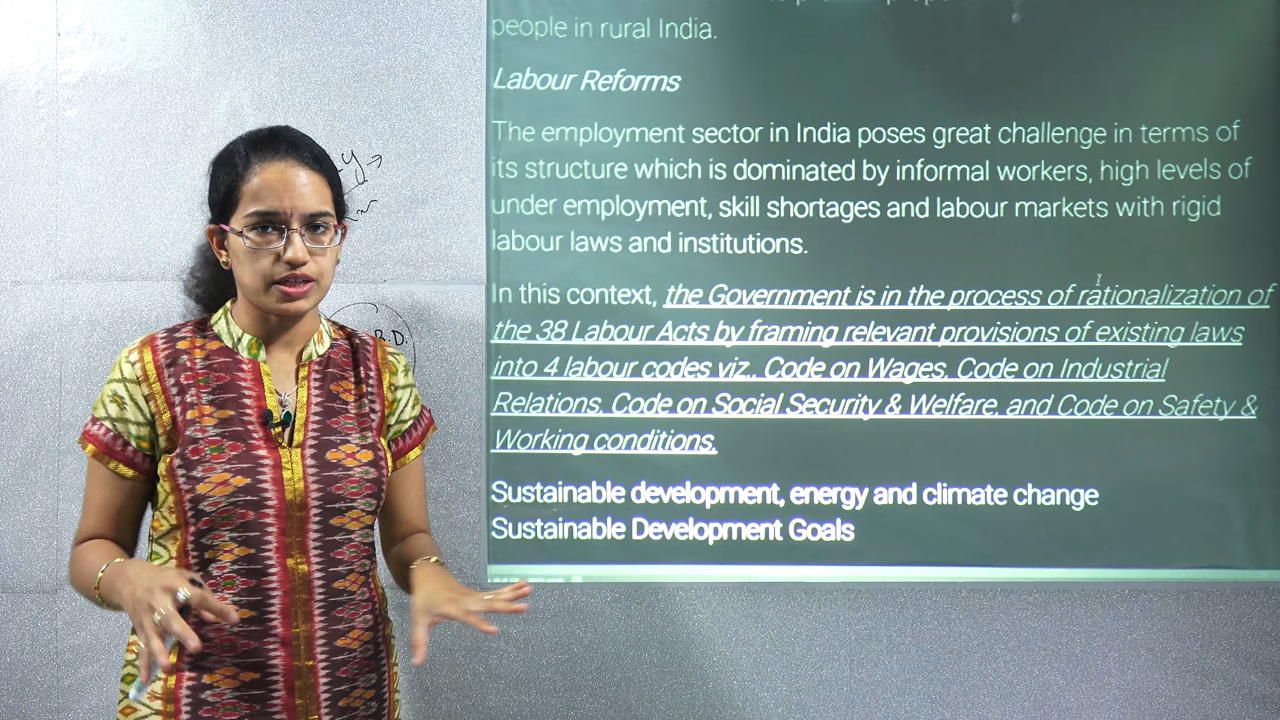 people in rural India.
Labour Reforms
The employment sector in India poses great challenge in terms of
its structure which is dominated by informal workers, high levels of
under employment, skill shortages and labour markets with rigid
labour laws and institutions.
In this context, the Government is in the process of rationalization of
the 38 Labour Acts by framing relevant provisions of existing laws
into 4 labour codes viz., Code on Wages, Code on Industrial
Relations, Code on Social Security & Welfare, and Code on Safety &
Working conditions.
Sustainable development, energy and climate change
Sustainable Development Goals